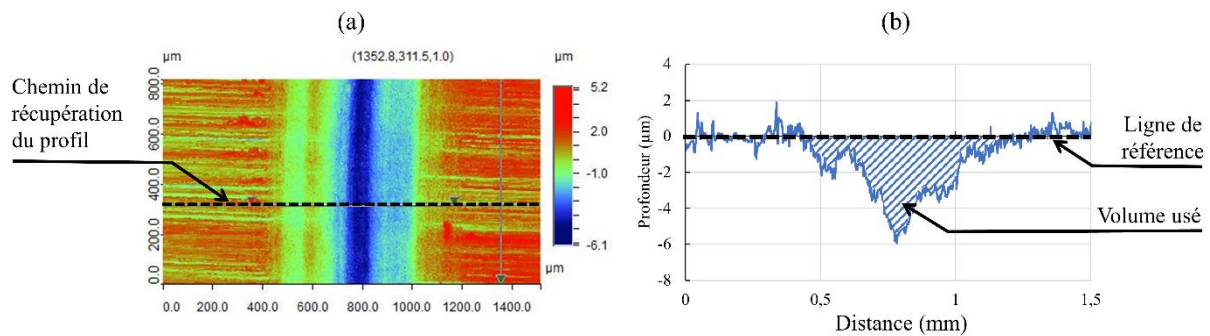 (a)
(b)
µm
(1352.8,311.5,1.0)
µm
Chemin de
récupération
du profil
800.0
600.0
400.0
200.0
0.0
0.0
200.0
400.0
600.0
800.0
1000.0
1200.0
1400.0
5.2
2.0
-1.0
-6.1
µm
Profondeur (µm)
4
2
0
-2
-4
-6
-8
0
0,5
1
1,5
Distance (mm)
Ligne de
référence
Volume usé